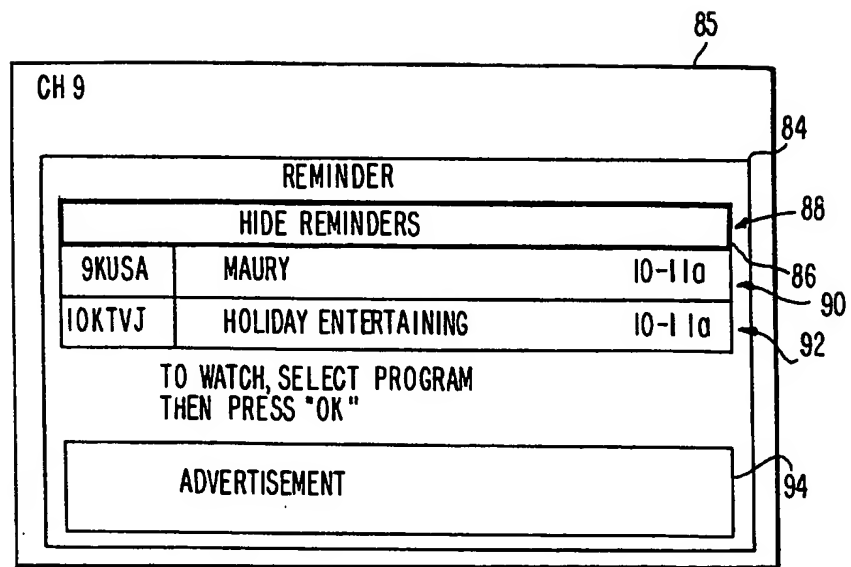 85
CH 9
84
REMINDER
88
HIDE REMINDERS
86
9KUSA MAURY 10-11a
90
10KTVJ HOLIDAY ENTERTAINING 10-11a
92
TO WATCH, SELECT PROGRAM
THEN PRESS "OK"
ADVERTISEMENT
94